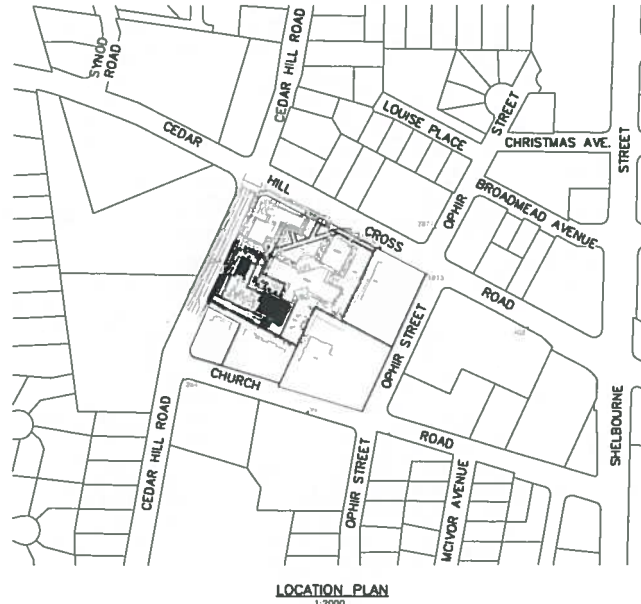 SYNOD
ROAD
CEDAR HILL ROAD
CEDAR
HILL
CROSS
ROAD
LOUISE PLACE
STREET
OPHIR
CHRISTMAS AVE.
STREET
SHELBOURNE
BROADMEAD AVENUE
OPHIR STREET
CHURCH
ROAD
CEDAR HILL ROAD
OPHIR STREET
MCIVOR AVENUE
LOCATION PLAN
1:2000